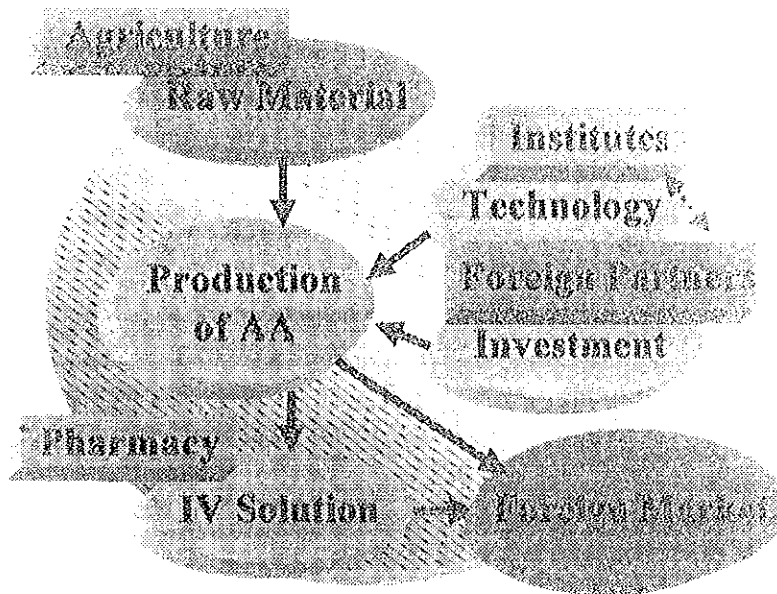 Agriculture
Raw Material
Institutes
Technology
Production
of AA
Foreign Partners
Investment
Pharmacy
IV Solution
Foreign Market